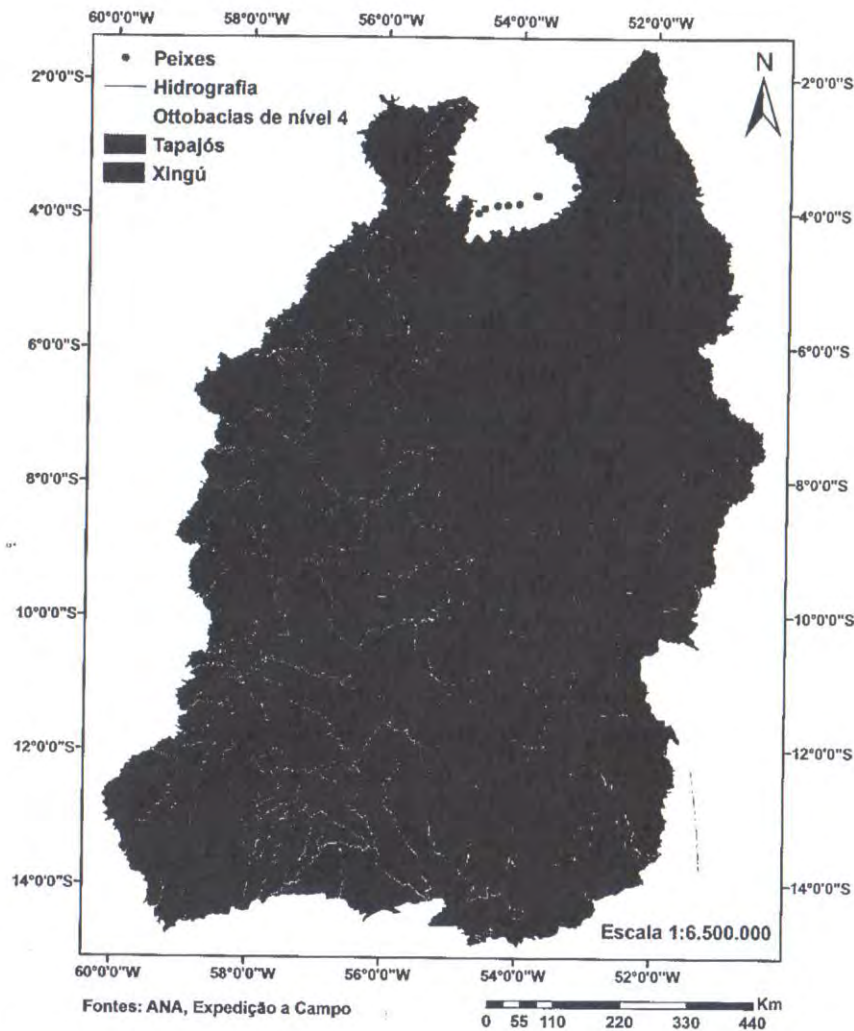 60°0'0"W 58°0'0"W 56°0'0"W 54°0'0"W 52°0'0"W
Peixes
Hidrografia
Ottobacias de nível 4
Tapajós
Xingú
N
2°0'0"S
4°0'0"S
6°0'0"S
8°0'0"S
10°0'0"S
12°0'0"S
14°0'0"S
2°0'0"S
4°0'0"S
6°0'0"S
8°0'0"S
10°0'0"S
12°0'0"S
14°0'0"S
Escala 1:6.500.000
60°0'0"W 58°0'0"W 56°0'0"W 54°0'0"W 52°0'0"W
Fontes: ANA, Expedição a Campo
Km
0 55 110 220 330 440